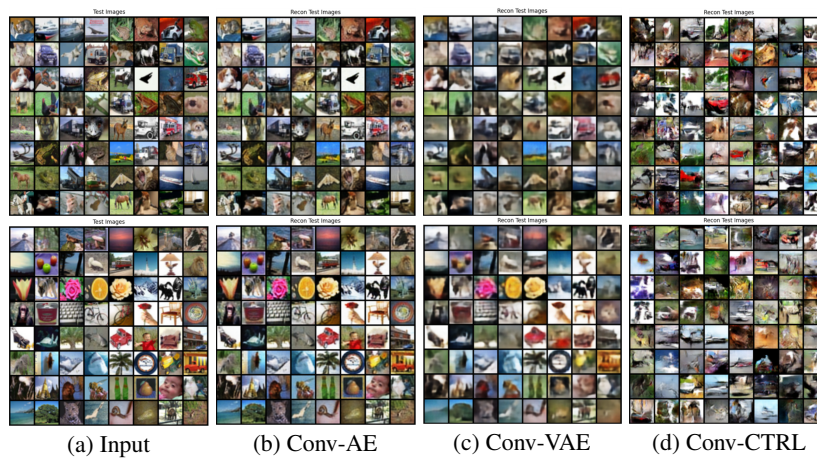 Test Images
Recon Test Images
Recon Test Images
Recon Test Images
Test Images
Recon Test Images
Recon Test Images
Recon Test Images
(a) Input
(b) Conv-AE
(c) Conv-VAE
(d) Conv-CTRL